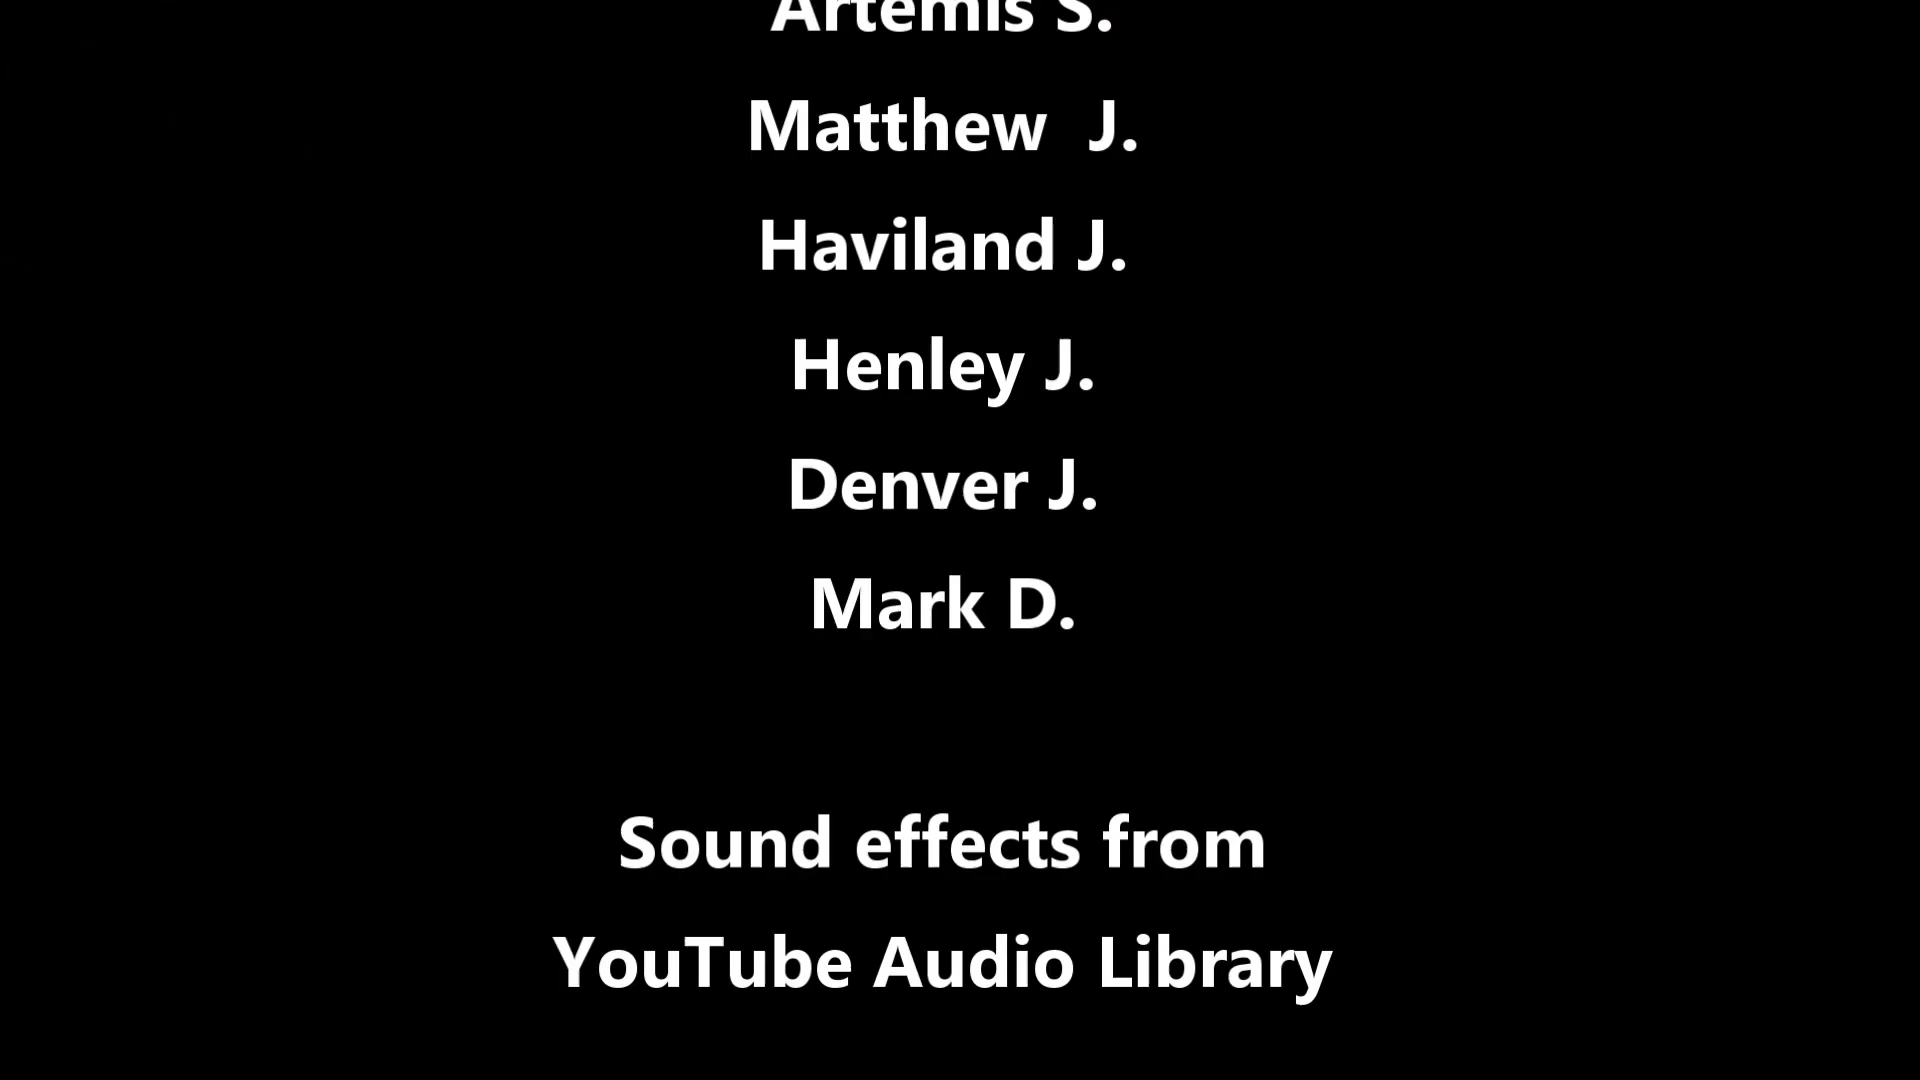 Artemis S.
Matthew  J.
Haviland J.
Henley J.
Denver J.
Mark D.
Sound effects from
YouTube Audio Library